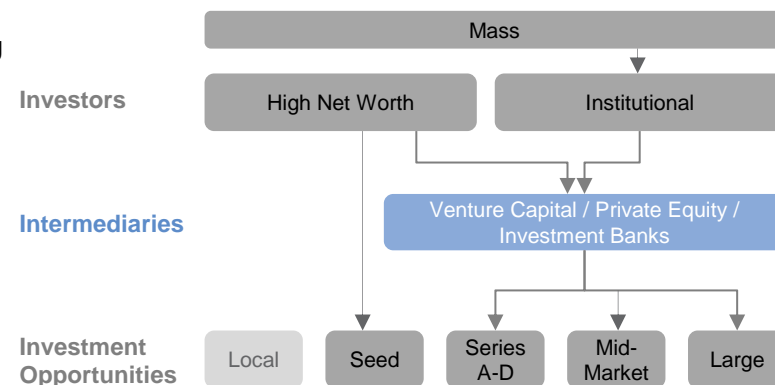 Mass
Investors
High Net Worth
Institutional
Intermediaries
Venture Capital / Private Equity /
Investment Banks
Investment
Opportunities
Local
Seed
Series
A-D
Mid-
Market
Large